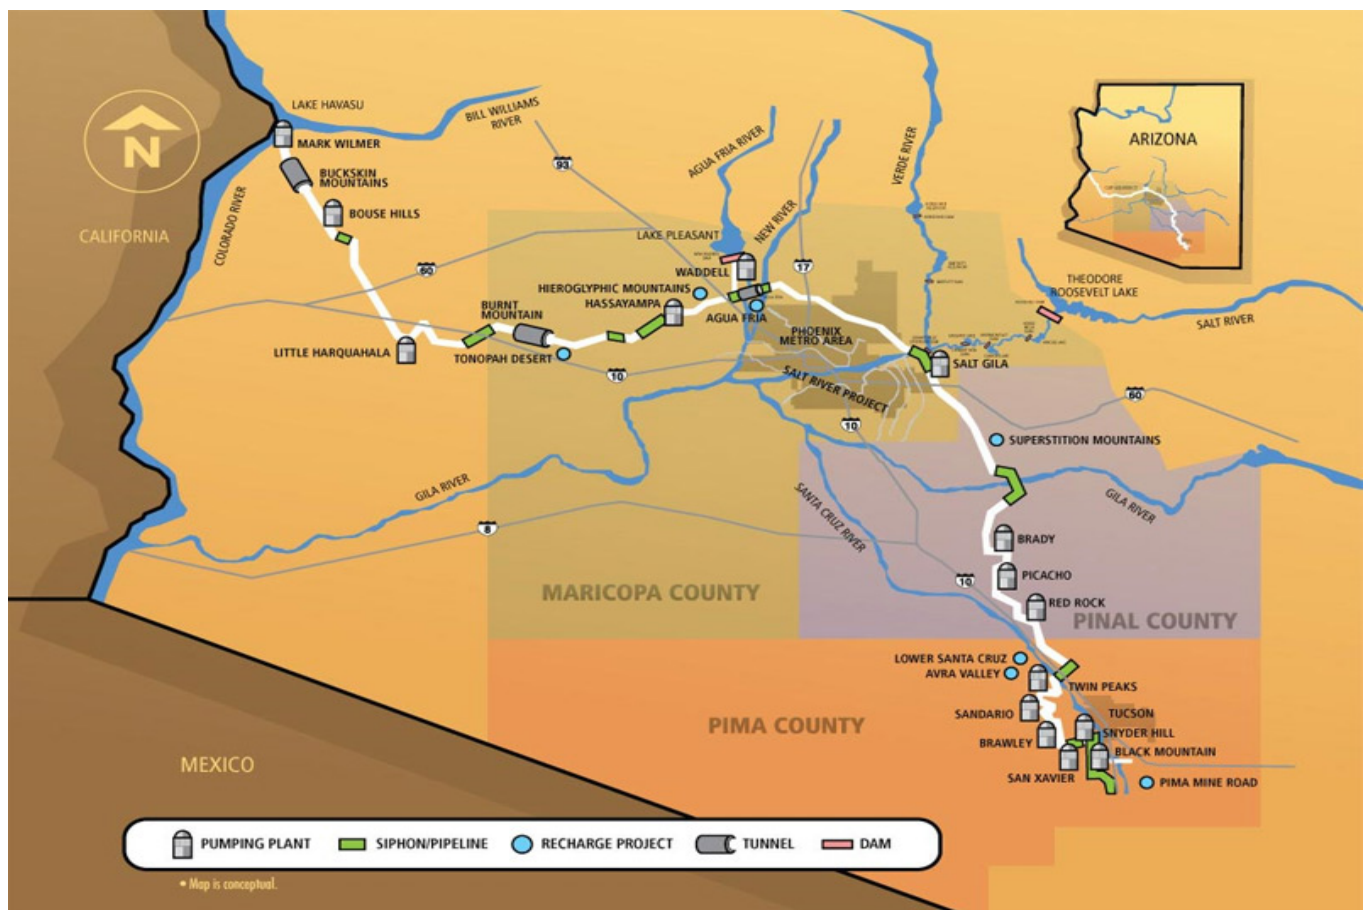 LAKE HAVASU
BILL WILLIAMS
RIVER
N
MARK WILMER
BUCKSKIN
MOUNTAINS
BOUSE HILLS
CALIFORNIA
COLORADO RIVER
93
60
AGUA FRIA RIVER
NEW RIVER
VERDE RIVER
ARIZONA
LAKE PLEASANT
17
WADDELL
HIEROGLYPHIC MOUNTAINS
HASSAYAMPA
AGUA FRIA
THEODORE
ROOSEVELT LAKE
SALT RIVER
BURNT
MOUNTAIN
PHOENIX
METRO AREA
LITTLE HARQUAHALA
TONOPAH DESERT
10
SALT GILA
SALT RIVER PROJECT
60
10
SUPERSTITION MOUNTAINS
GILA RIVER
GILA RIVER
SANTA CRUZ RIVER
8
BRADY
10
PICACHO
MARICOPA COUNTY
RED ROCK
PINAL COUNTY
LOWER SANTA CRUZ
AVRA VALLEY
TWIN PEAKS
SANDARIO
TUCSON
PIMA COUNTY
SNYDER HILL
BRAWLEY
BLACK MOUNTAIN
MEXICO
SAN XAVIER
PIMA MINE ROAD
PUMPING PLANT
SIPHON/PIPELINE
RECHARGE PROJECT
TUNNEL
DAM
• Map is conceptual.